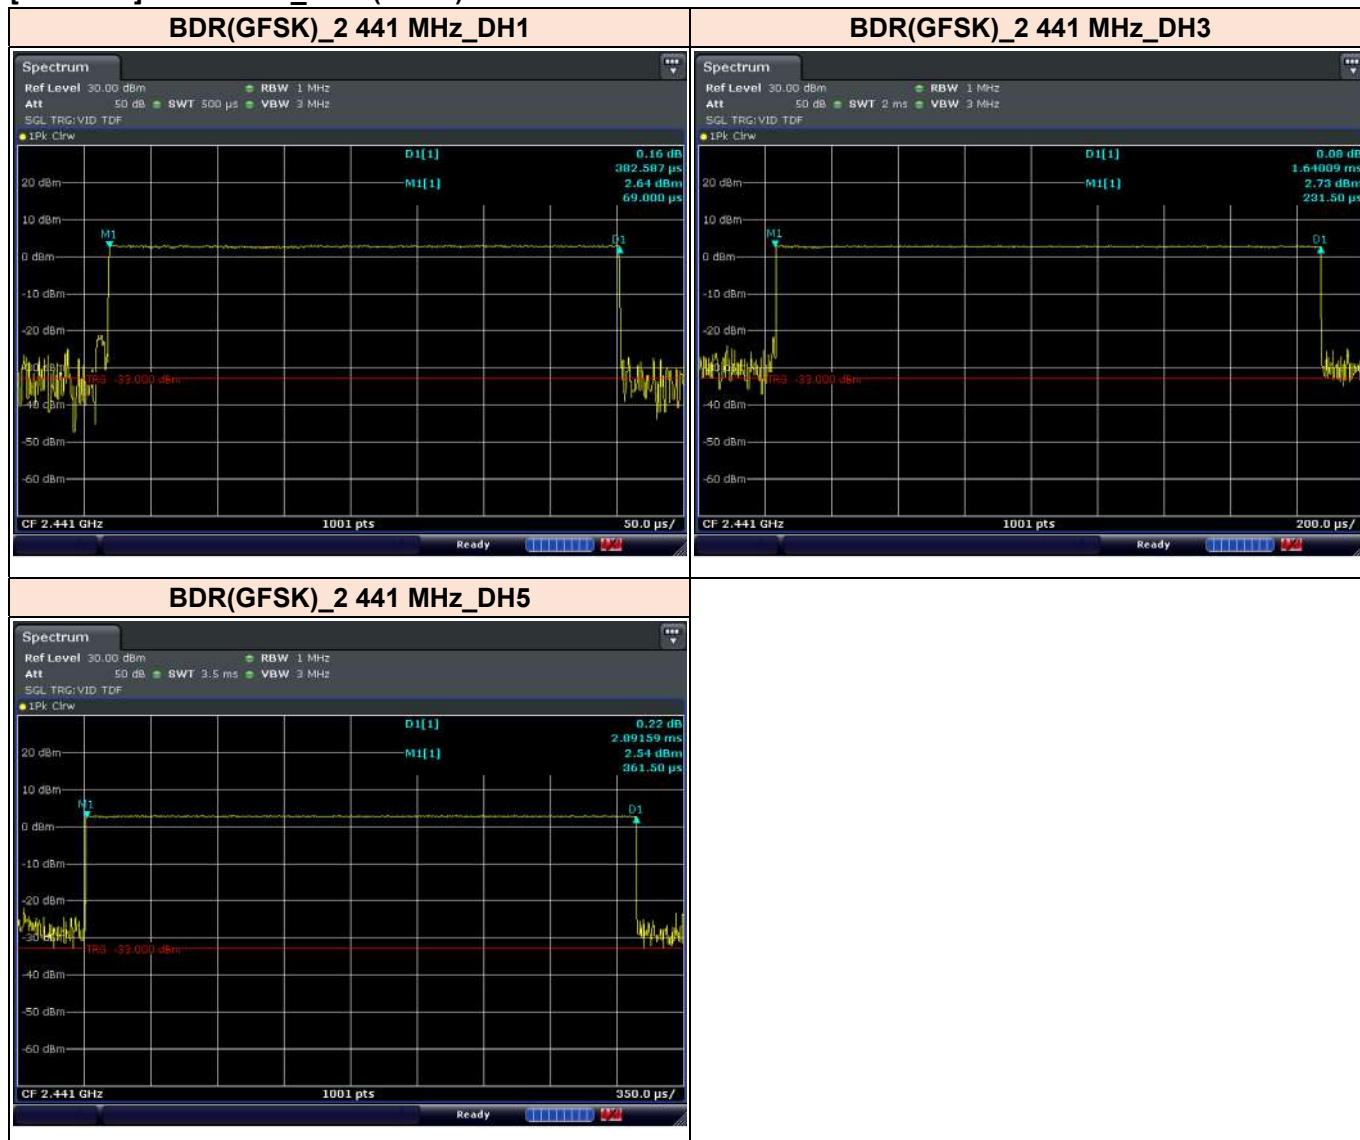 BDR(GFSK)_2 441 MHz_DH1
Spectrum
Ref Level 30.00 dBm RBW 1 MHz
Att 50 dB SWT 500 µs VBW 3 MHz
SGL TRG:VID TDF
1Pk Clrw
D1[1] 0.16 dB
382.587 µs
M1[1] 2.64 dBm
69.000 µs
20 dBm
10 dBm
M1
D1
0 dBm
-10 dBm
-20 dBm
TRG -33.000 dBm
-40 dBm
-50 dBm
-60 dBm
CF 2.441 GHz 1001 pts 50.0 µs/
Ready
BDR(GFSK)_2 441 MHz_DH3
Spectrum
Ref Level 30.00 dBm RBW 1 MHz
Att 50 dB SWT 2 ms VBW 3 MHz
SGL TRG:VID TDF
1Pk Clrw
D1[1] 0.08 dB
1.64009 ms
M1[1] 2.73 dBm
231.50 µs
20 dBm
10 dBm
M1
D1
0 dBm
-10 dBm
-20 dBm
TRG -33.000 dBm
-40 dBm
-50 dBm
-60 dBm
CF 2.441 GHz 1001 pts 200.0 µs/
Ready
BDR(GFSK)_2 441 MHz_DH5
Spectrum
Ref Level 30.00 dBm RBW 1 MHz
Att 50 dB SWT 3.5 ms VBW 3 MHz
SGL TRG:VID TDF
1Pk Clrw
D1[1] 0.22 dB
2.89159 ms
M1[1] 2.54 dBm
361.50 µs
20 dBm
10 dBm
M1
D1
0 dBm
-10 dBm
-20 dBm
-30 dBm
TRG -33.000 dBm
-40 dBm
-50 dBm
-60 dBm
CF 2.441 GHz 1001 pts 350.0 µs/
Ready